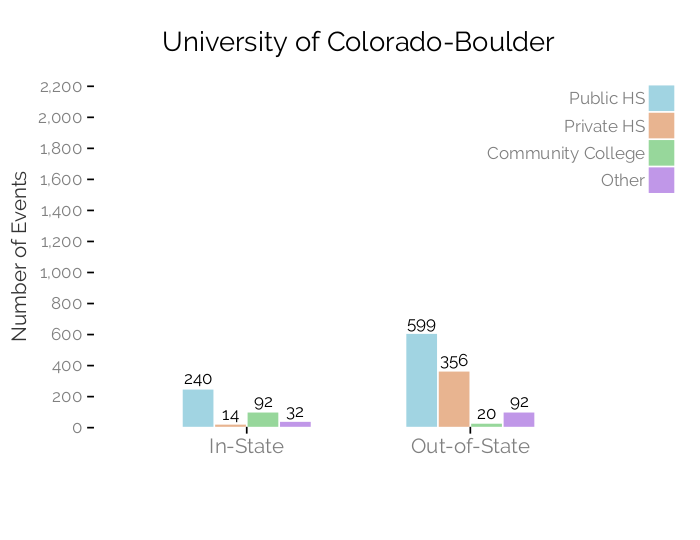 University of Colorado-Boulder
Number of Events
2,200
2,000
1,800
1,600
1,400
1,200
1,000
800
600
400
200
0
Public HS
Private HS
Community College
Other
240
14
92
32
599
356
20
92
In-State
Out-of-State